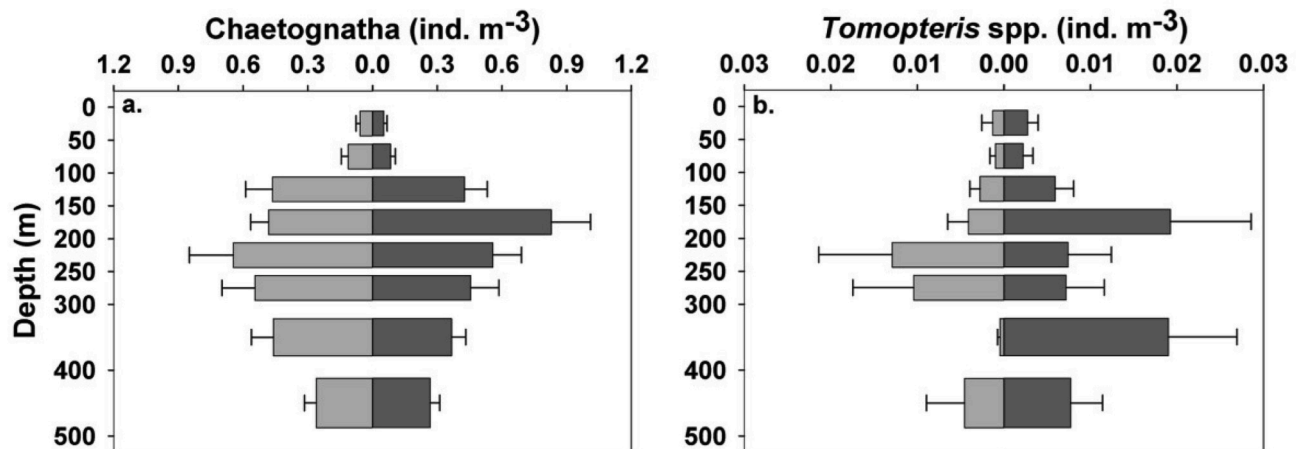 Chaetognatha (ind. m-3)
1.2 0.9 0.6 0.3 0.0 0.3 0.6 0.9 1.2
a.
Depth (m)
0
50
100
150
200
250
300
400
500
Tomopteris spp. (ind. m-3)
0.03 0.02 0.01 0.00 0.01 0.02 0.03
b.
0
50
100
150
200
250
300
400
500